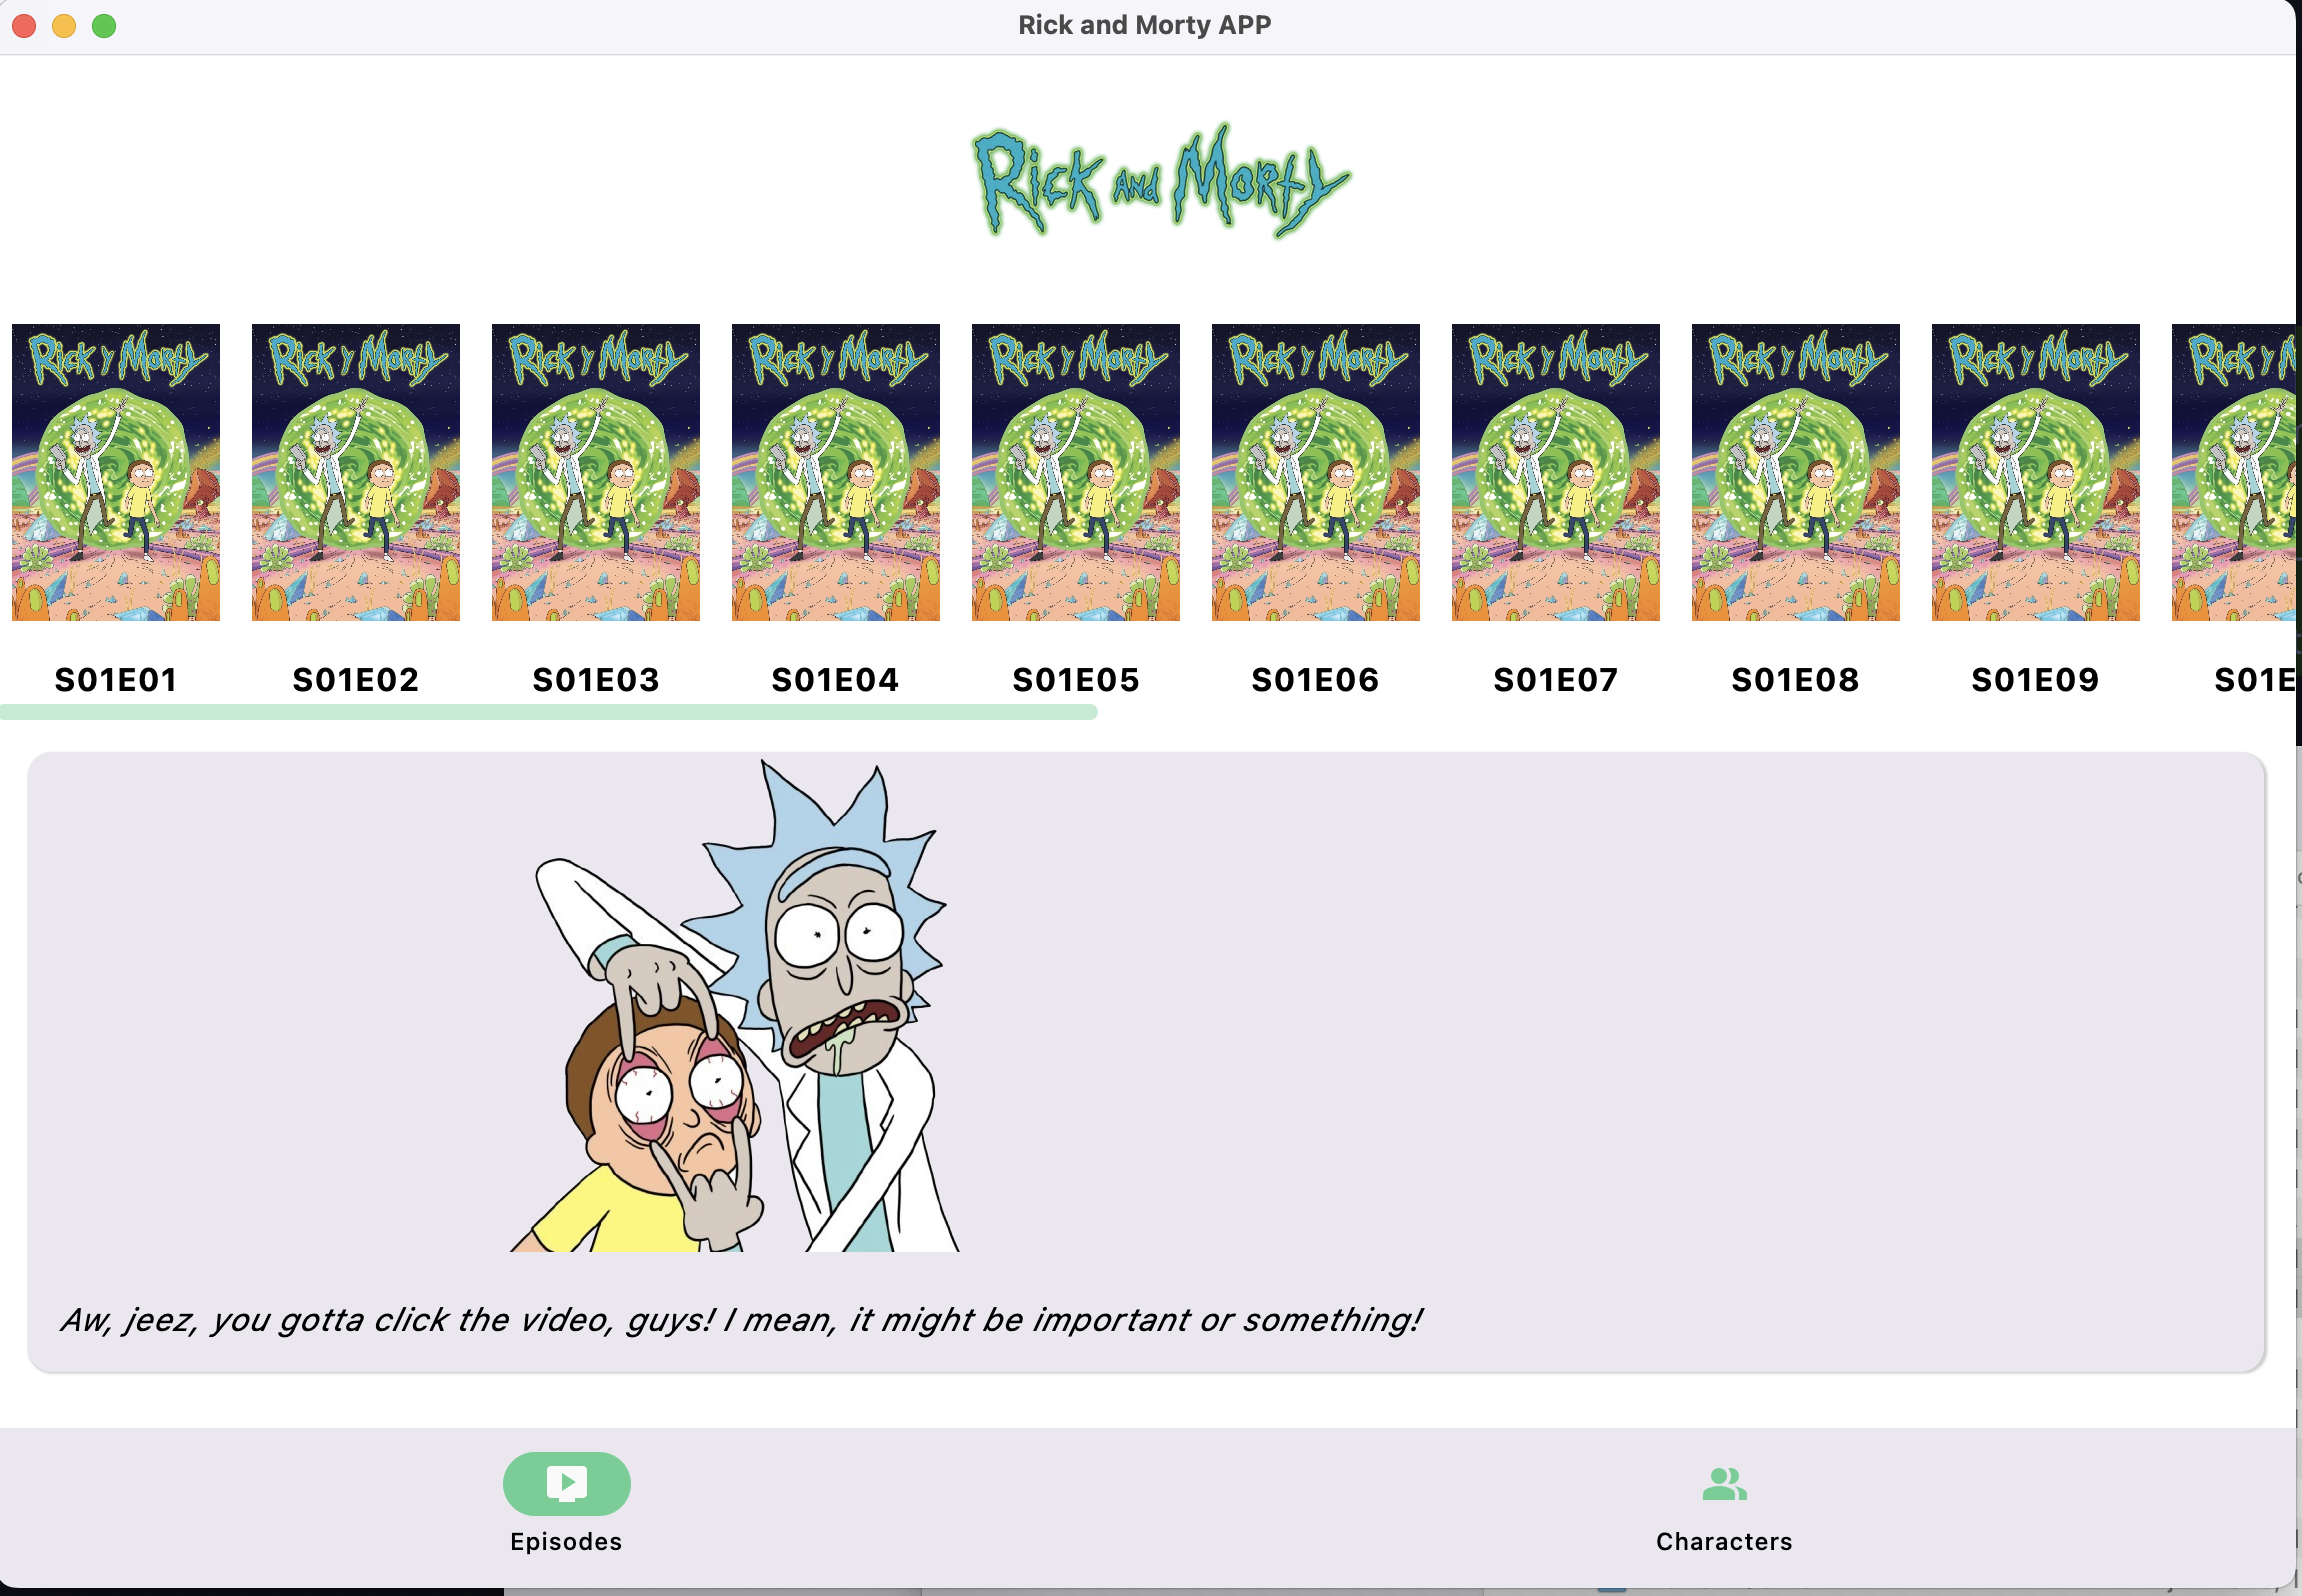 Rick and Morty APP
Rick and Morty
Rick y Morty Rick y Morty Rick y Morty Rick y Morty Rick y Morty Rick y Morty Rick y Morty Rick y Morty Rick y Morty Rick y M
S01E01 S01E02 S01E03 S01E04 S01E05 S01E06 S01E07 S01E08 S01E09 S01E
Aw, jeez, you gotta click the video, guys! I mean, it might be important or something!
Episodes Characters